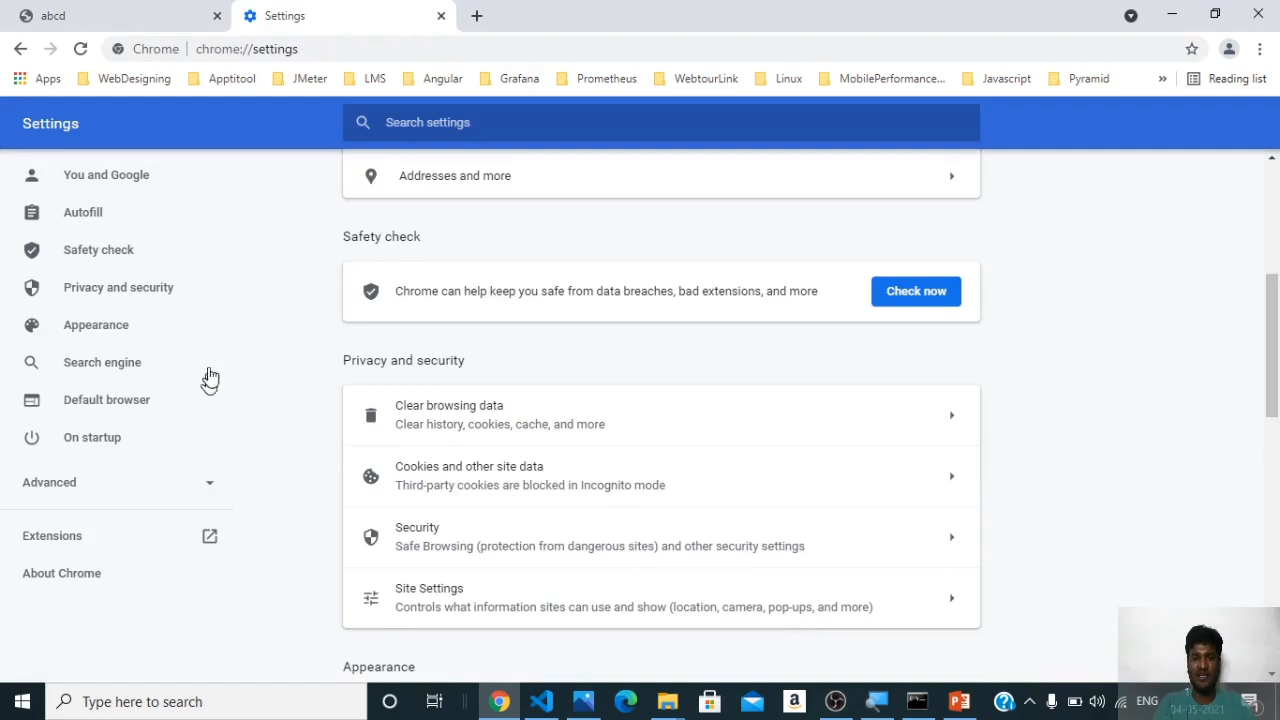 abcd
Settings
Chrome
chrome://settings
Apps
WebDesigning
Apptitool
JMeter
LMS
Angular
Grafana
Prometheus
WebtourLink
Linux
MobilePerformance...
Javascript
Pyramid
»
Reading list
Settings
Search settings
You and Google
Autofill
Safety check
Privacy and security
Appearance
Search engine
Default browser
On startup
Advanced
Extensions
About Chrome
Addresses and more
Safety check
Chrome can help keep you safe from data breaches, bad extensions, and more
Check now
Privacy and security
Clear browsing data
Clear history, cookies, cache, and more
Cookies and other site data
Third-party cookies are blocked in Incognito mode
Security
Safe Browsing (protection from dangerous sites) and other security settings
Site Settings
Controls what information sites can use and show (location, camera, pop-ups, and more)
Appearance
Type here to search
ENG